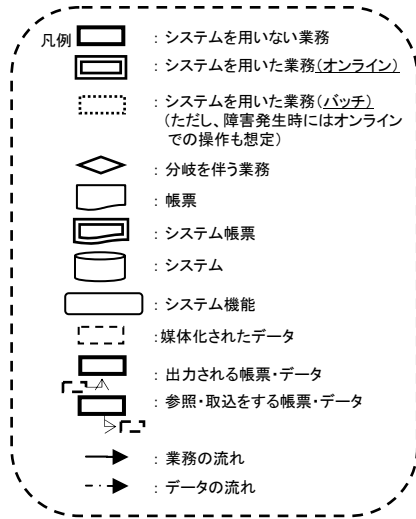 凡例 ：システムを用いない業務
：システムを用いた業務(オンライン)
：システムを用いた業務(バッチ)
(ただし、障害発生時にはオンライン
での操作も想定)
：分岐を伴う業務
：帳票
：システム帳票
：システム
：システム機能
:媒体化されたデータ
：出力される帳票・データ
：参照・取込をする帳票・データ
：業務の流れ
：データの流れ